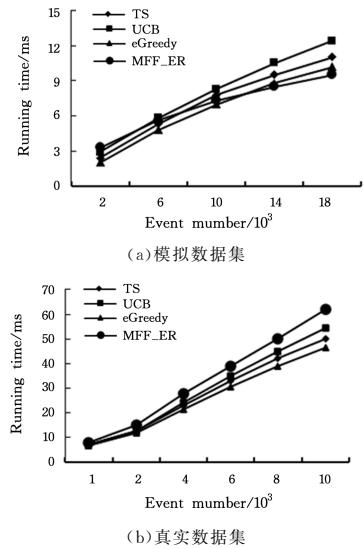 15
12
9
6
3
0
Running time/ms
TS
UCB
eGreedy
MFF_ER
2 6 10 14 18
Event mumber/10³
(a)模拟数据集
70
60
50
40
30
20
10
0
Running time/ms
TS
UCB
eGreedy
MFF_ER
1 2 4 6 8 10
Event mumber/10³
(b)真实数据集